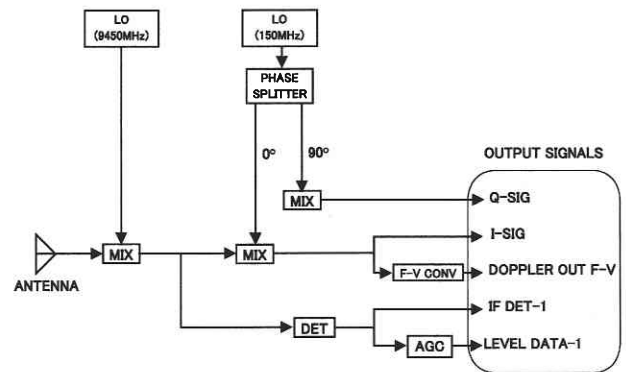 LO
(9450MHz)
LO
(150MHz)
PHASE
SPLITTER
0°
90°
OUTPUT SIGNALS
MIX
Q-SIG
I-SIG
MIX
MIX
F-V CONV
DOPPLER OUT F-V
ANTENNA
IF DET-1
DET
AGC
LEVEL DATA-1